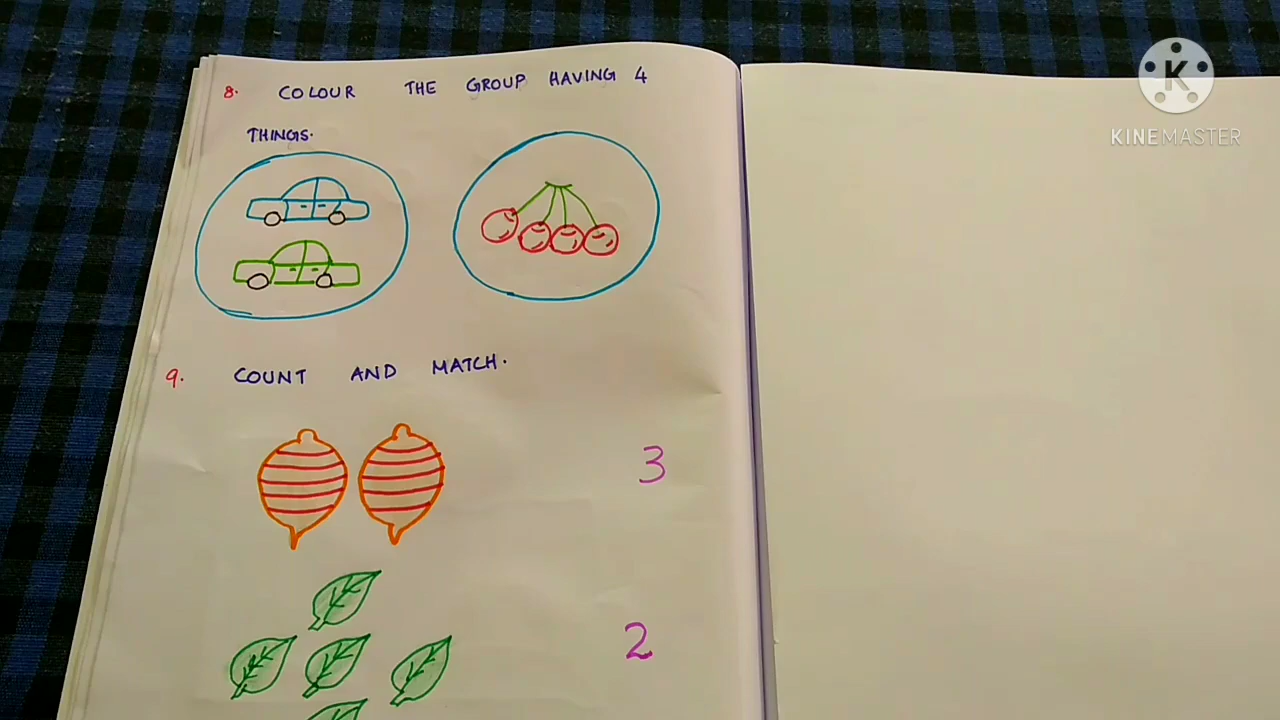 8. COLOUR THE GROUP HAVING 4
THINGS.
9. COUNT AND MATCH.
3
2
K
KINEMASTER